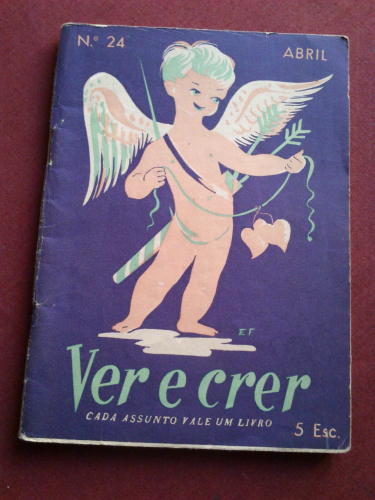 N.º 24 ABRIL
E F
Ver e crer
CADA ASSUNTO VALE UM LIVRO
5 Esc.